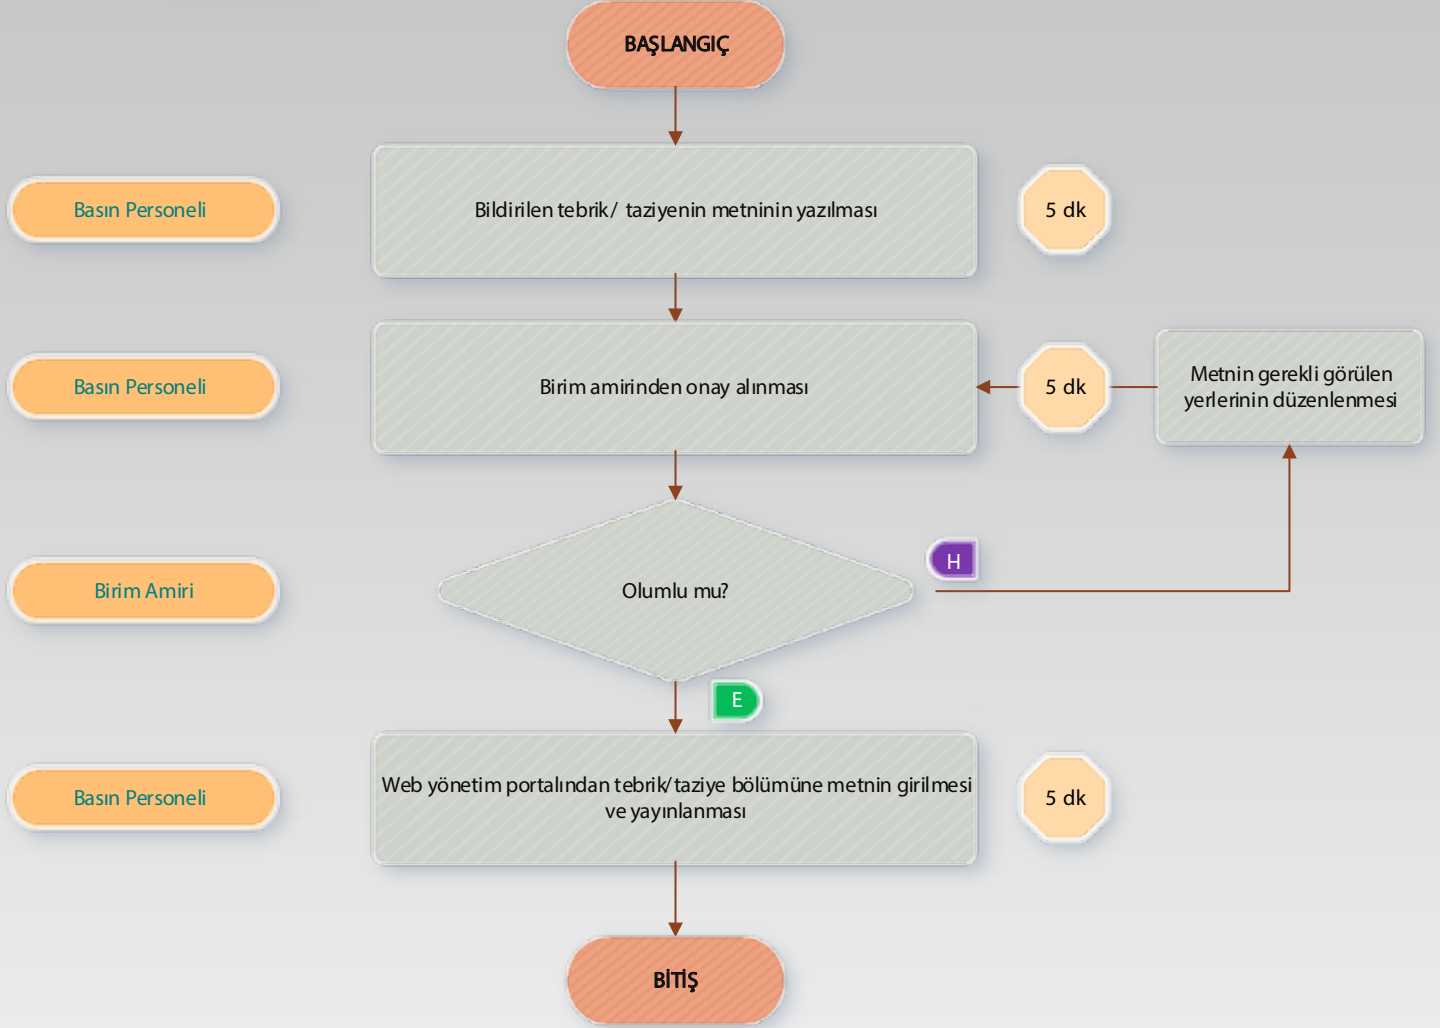 BAŞLANGIÇ
Basın Personeli
Bildirilen tebrik/ taziyenin metninin yazılması
5 dk
Basın Personeli
Birim amirinden onay alınması
5 dk
Metnin gerekli görülen
yerlerinin düzenlenmesi
Birim Amiri
Olumlu mu?
H
E
Basın Personeli
Web yönetim portalından tebrik/taziye bölümüne metnin girilmesi
ve yayınlanması
5 dk
BİTİŞ